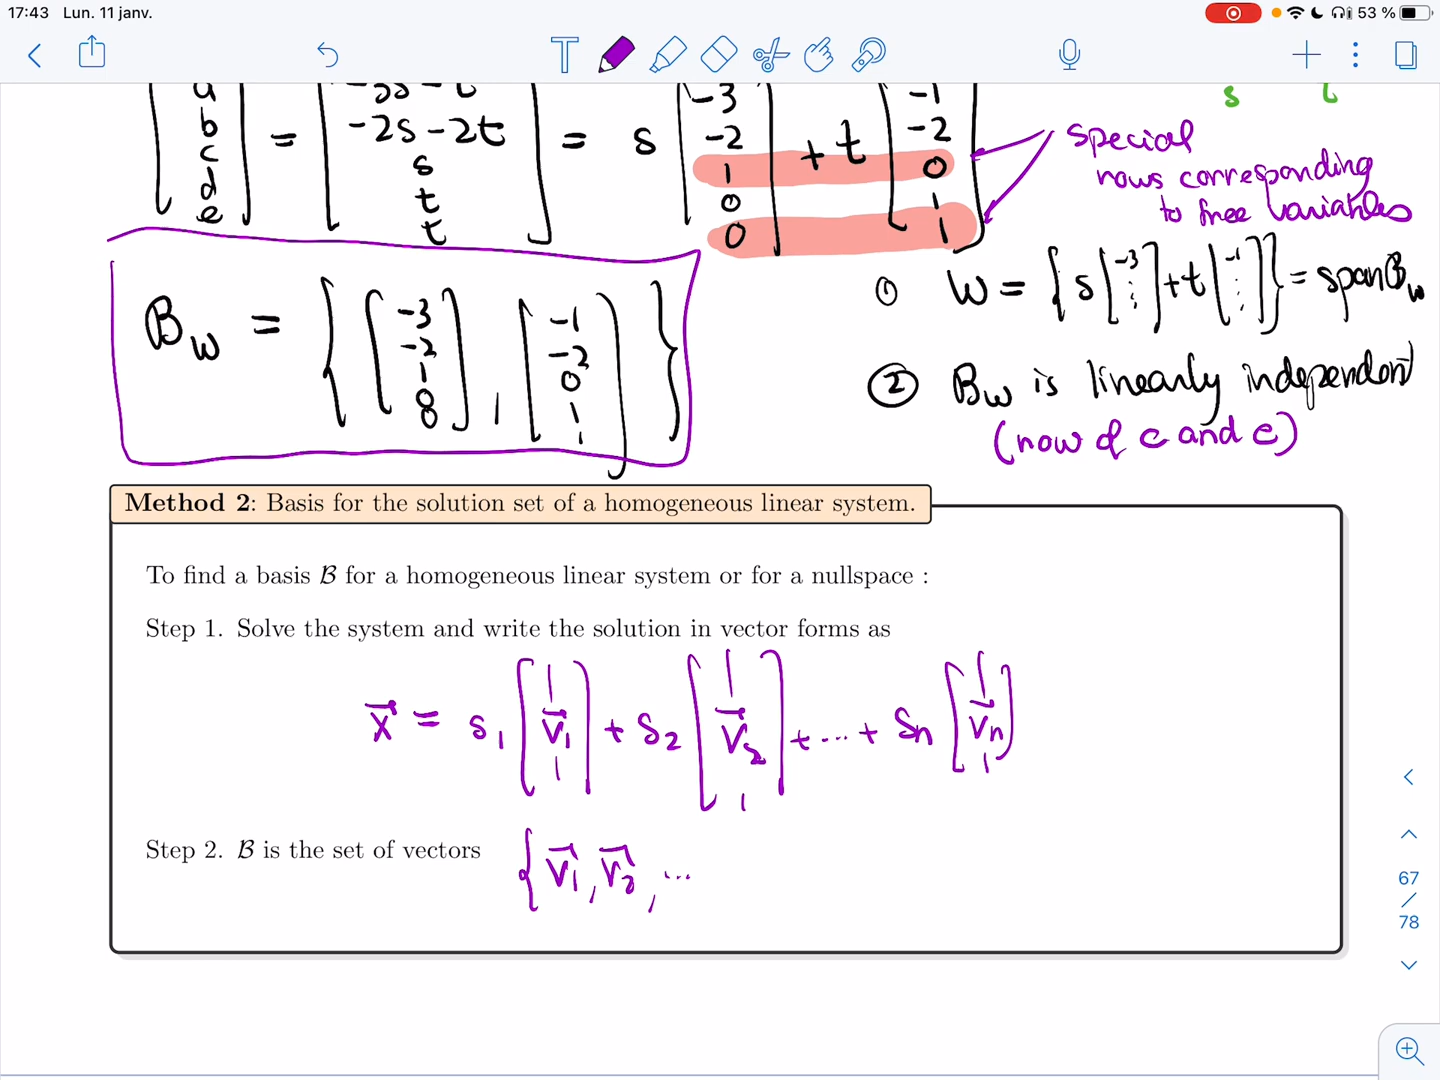 17:43 Lun. 11 janv.
53 %
[a b c d e] = [-3s-t -2s-2t s t t] = s [-3 -2 1 0 0] + t [-1 -2 0 1 1]
s t
special
rows corresponding
to free variables
① W = { s [-3 ⋮] + t [-1 ⋮] } = span B_W
B_W = { [-3 -2 1 0 0] , [-1 -2 0 1 1] }
② B_W is linearly independent
(row of c and e)
Method 2: Basis for the solution set of a homogeneous linear system.
To find a basis B for a homogeneous linear system or for a nullspace :
Step 1. Solve the system and write the solution in vector forms as
x⃗ = s₁ [v⃗₁] + s₂ [v⃗₂] + ... + sₙ [v⃗ₙ]
Step 2. B is the set of vectors { v⃗₁, v⃗₂, ...
67
/
78